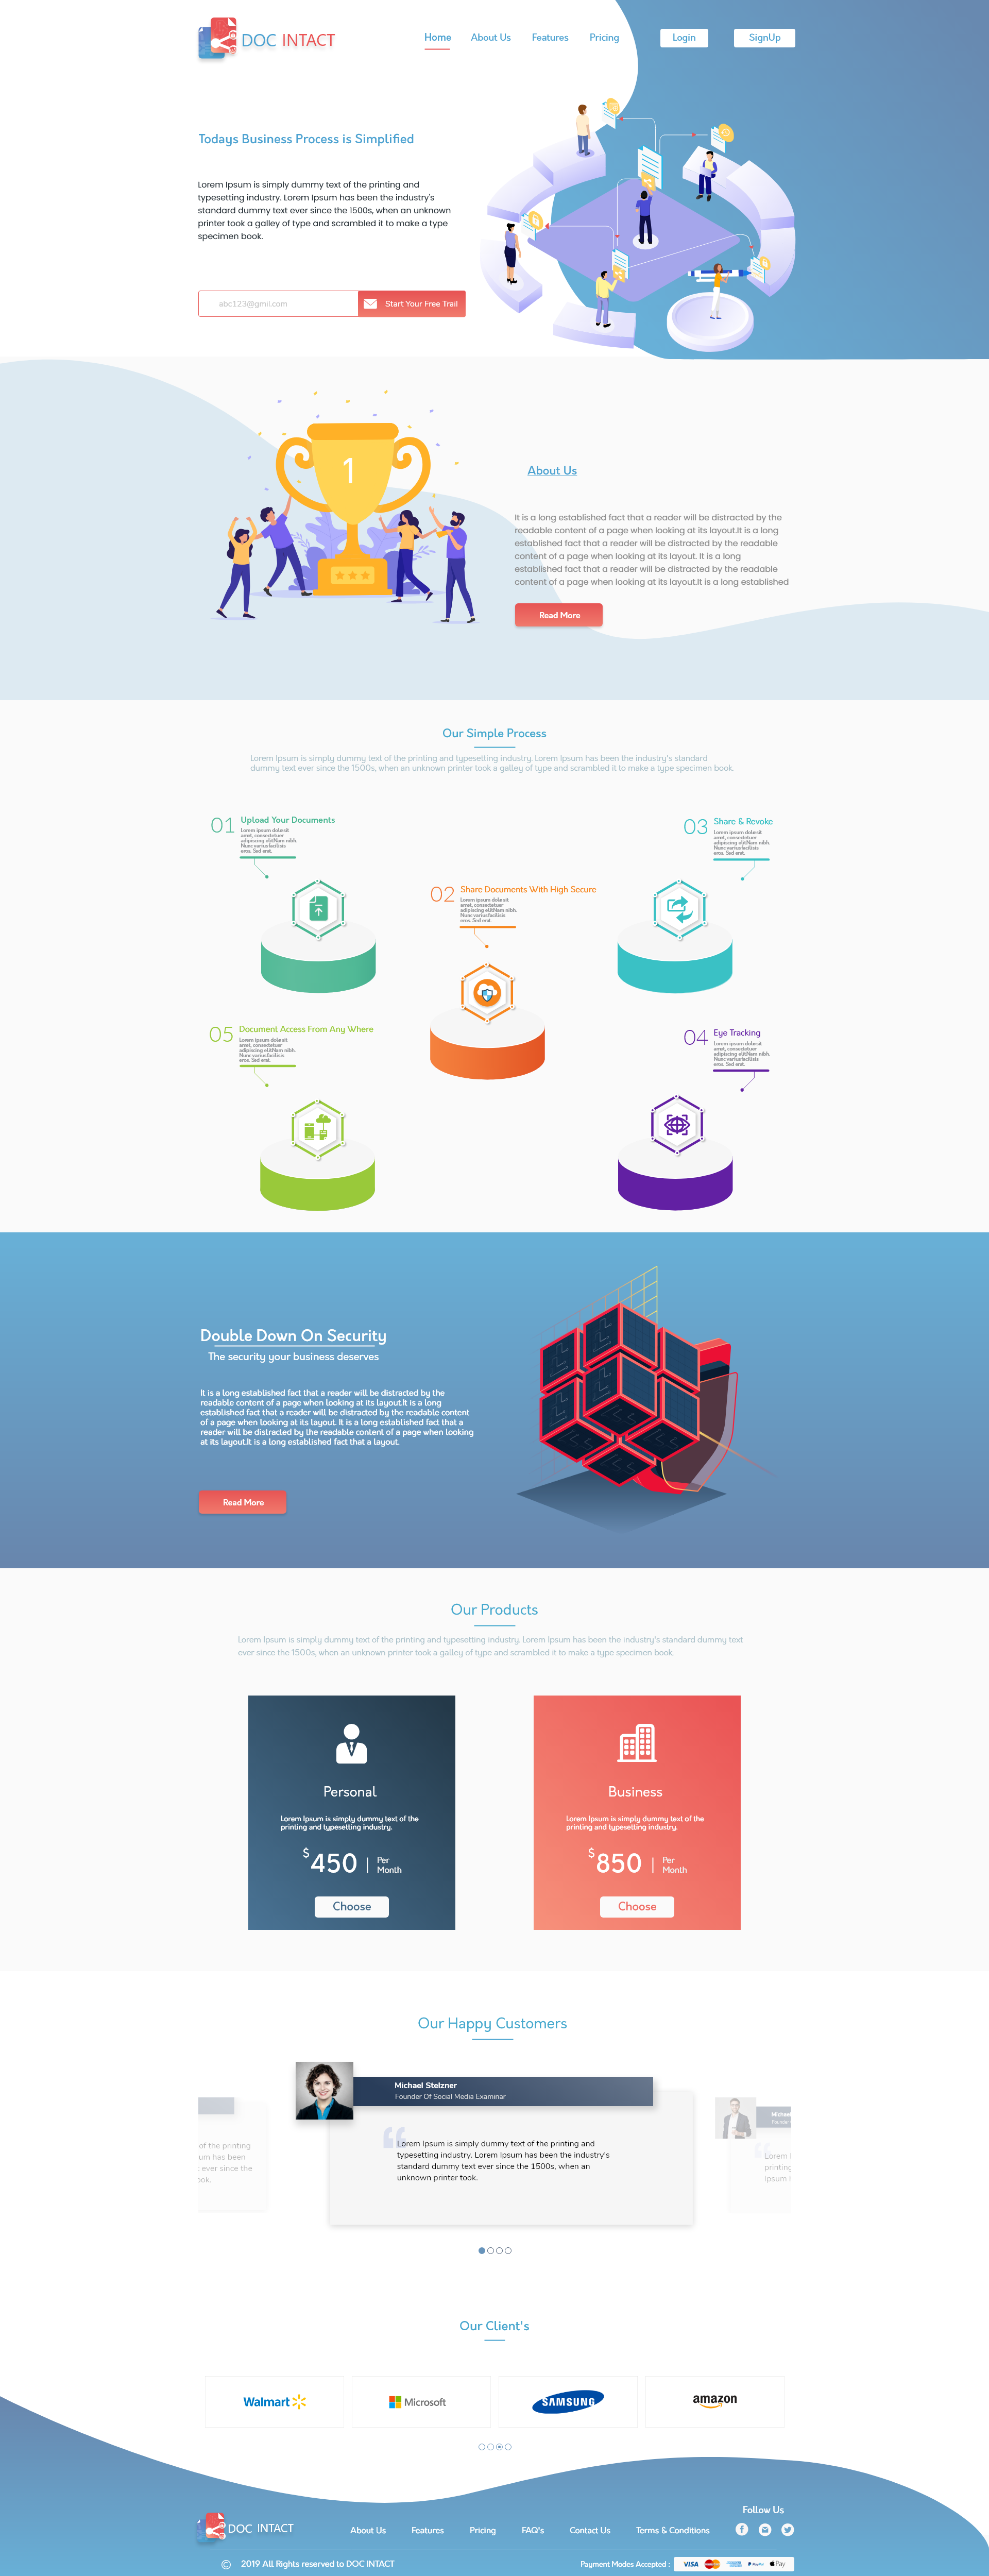 DOC INTACT
Home About Us Features Pricing Login SignUp
Todays Business Process is Simplified
Lorem Ipsum is simply dummy text of the printing and
typesetting industry. Lorem Ipsum has been the industry's
standard dummy text ever since the 1500s, when an unknown
printer took a galley of type and scrambled it to make a type
specimen book.
abc123@gmil.com
Start Your Free Trail
1
About Us
It is a long established fact that a reader will be distracted by the
readable content of a page when looking at its layout.It is a long
established fact that a reader will be distracted by the readable
content of a page when looking at its layout. It is a long
established fact that a reader will be distracted by the readable
content of a page when looking at its layout.It is a long established
Read More
Our Simple Process
Lorem Ipsum is simply dummy text of the printing and typesetting industry. Lorem Ipsum has been the industry's standard
dummy text ever since the 1500s, when an unknown printer took a galley of type and scrambled it to make a type specimen book.
01 Upload Your Documents
Lorem ipsum dolorsit
amet, consectetuer
adipiscing elitNam nibh.
Nunc variusfacilisis
eros. Sed erat.
03 Share & Revoke
Lorem ipsum dolorsit
amet, consectetuer
adipiscing elitNam nibh.
Nunc variusfacilisis
eros. Sed erat.
02 Share Documents With High Secure
Lorem ipsum dolorsit
amet, consectetuer
adipiscing elitNam nibh.
Nunc variusfacilisis
eros. Sed erat.
05 Document Access From Any Where
Lorem ipsum dolorsit
amet, consectetuer
adipiscing elitNam nibh.
Nunc variusfacilisis
eros. Sed erat.
04 Eye Tracking
Lorem ipsum dolorsit
amet, consectetuer
adipiscing elitNam nibh.
Nunc variusfacilisis
eros. Sed erat.
Double Down On Security
The security your business deserves
It is a long established fact that a reader will be distracted by the
readable content of a page when looking at its layout.It is a long
established fact that a reader will be distracted by the readable content
of a page when looking at its layout. It is a long established fact that a
reader will be distracted by the readable content of a page when looking
at its layout.It is a long established fact that a layout.
Read More
Our Products
Lorem Ipsum is simply dummy text of the printing and typesetting industry. Lorem Ipsum has been the industry's standard dummy text
ever since the 1500s, when an unknown printer took a galley of type and scrambled it to make a type specimen book.
Personal
Lorem Ipsum is simply dummy text of the
printing and typesetting industry.
$450 | Per
Month
Choose
Business
Lorem Ipsum is simply dummy text of the
printing and typesetting industry.
$850 | Per
Month
Choose
Our Happy Customers
Michael Stelzner
Founder Of Social Media Examinar
Lorem Ipsum is simply dummy text of the printing and
typesetting industry. Lorem Ipsum has been the industry's
standard dummy text ever since the 1500s, when an
unknown printer took.
of the printing
um has been
ever since the
ook.
Michael
Founder
Lorem I
printing
Ipsum
Our Client's
Walmart
Microsoft
SAMSUNG
amazon
Follow Us
DOC INTACT
About Us Features Pricing FAQ's Contact Us Terms & Conditions
© 2019 All Rights reserved to DOC INTACT
Payment Modes Accepted :
VISA
PayPal
Pay